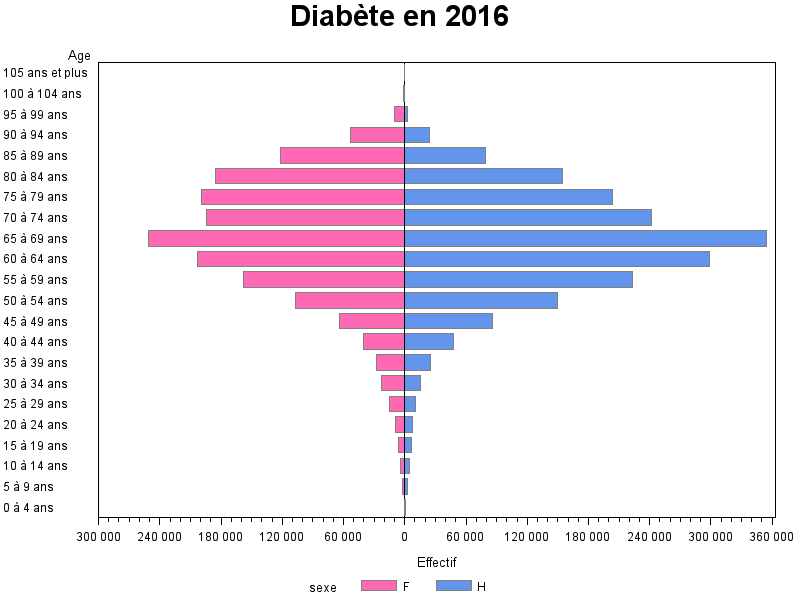 Diabète en 2016
Age
105 ans et plus
100 à 104 ans
95 à 99 ans
90 à 94 ans
85 à 89 ans
80 à 84 ans
75 à 79 ans
70 à 74 ans
65 à 69 ans
60 à 64 ans
55 à 59 ans
50 à 54 ans
45 à 49 ans
40 à 44 ans
35 à 39 ans
30 à 34 ans
25 à 29 ans
20 à 24 ans
15 à 19 ans
10 à 14 ans
5 à 9 ans
0 à 4 ans
300 000 240 000 180 000 120 000 60 000 0 60 000 120 000 180 000 240 000 300 000 360 000
Effectif
sexe F H